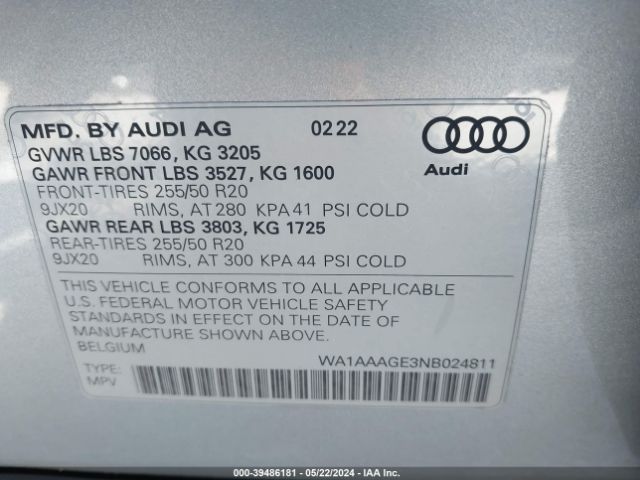 MFD. BY AUDI AG 02 22
GVWR LBS 7066, KG 3205
GAWR FRONT LBS 3527, KG 1600
FRONT-TIRES 255/50 R20
9JX20 RIMS, AT 280 KPA 41 PSI COLD
GAWR REAR LBS 3803, KG 1725
REAR-TIRES 255/50 R20
9JX20 RIMS, AT 300 KPA 44 PSI COLD
Audi
THIS VEHICLE CONFORMS TO ALL APPLICABLE
U.S. FEDERAL MOTOR VEHICLE SAFETY
STANDARDS IN EFFECT ON THE DATE OF
MANUFACTURE SHOWN ABOVE.
BELGIUM
WA1AAAGE3NB024811
TYPE:
MPV
000-39486181 - 05/22/2024 - IAA Inc.